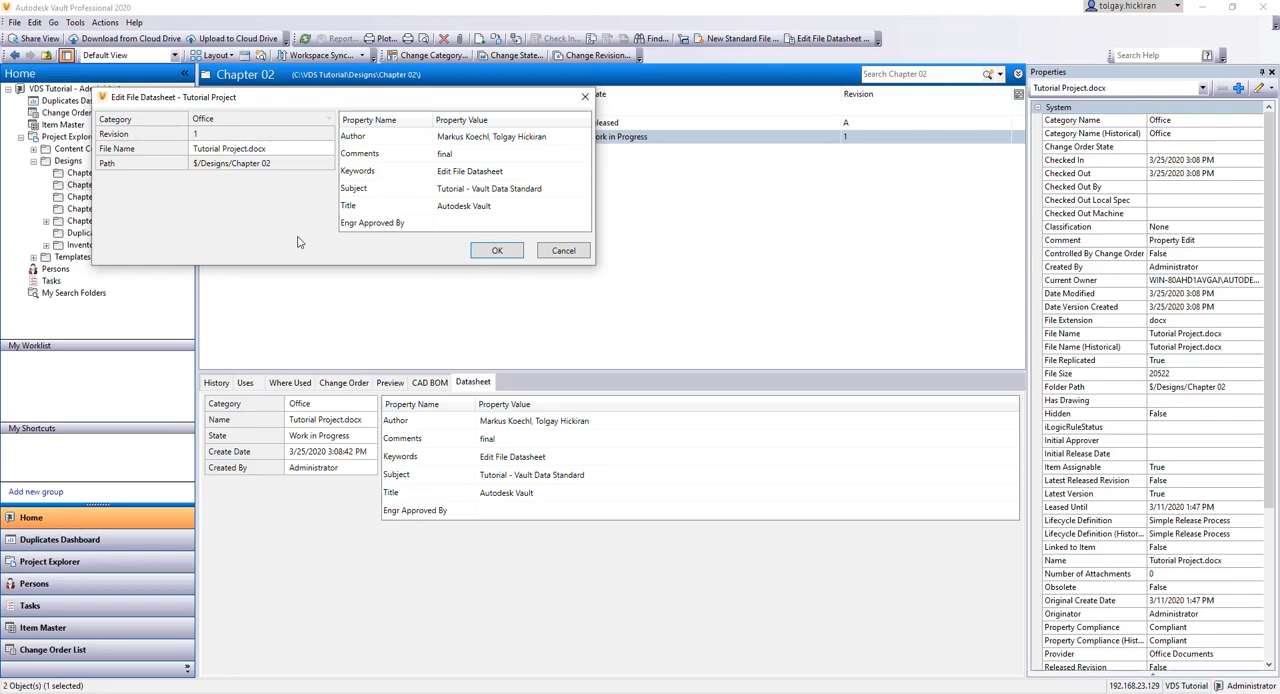 Autodesk Vault Professional 2020
tolgay.hickiran
File Edit Go Tools Actions Help
Share View Download from Cloud Drive Upload to Cloud Drive Report... Plot... Check In... Find... New Standard File ... Edit File Datasheet ...
Default View Layout Workspace Sync... Change Category... Change State... Change Revision...
Search Help
Home
Chapter 02 (C:\VDS Tutorial\Designs\Chapter 02\)
Search Chapter 02
VDS Tutorial - Ad
Duplicates Dash
Change Order
Item Master
Project Explor
Content C
Designs
Chapte
Chapte
Chapte
Chapte
Chapte
Duplic
Invento
Templates
Persons
Tasks
My Search Folders
Edit File Datasheet - Tutorial Project
Category Office
Revision 1
File Name Tutorial Project.docx
Path $/Designs/Chapter 02
Property Name Property Value
Author Markus Koechl, Tolgay Hickiran
Comments final
Keywords Edit File Datasheet
Subject Tutorial - Vault Data Standard
Title Autodesk Vault
Engr Approved By
OK Cancel
ate Revision
eleased A
ork in Progress 1
My Worklist
My Shortcuts
Add new group
Home
Duplicates Dashboard
Project Explorer
Persons
Tasks
Item Master
Change Order List
History Uses Where Used Change Order Preview CAD BOM Datasheet
Category Office
Name Tutorial Project.docx
State Work in Progress
Create Date 3/25/2020 3:08:42 PM
Created By Administrator
Property Name Property Value
Author Markus Koechl, Tolgay Hickiran
Comments final
Keywords Edit File Datasheet
Subject Tutorial - Vault Data Standard
Title Autodesk Vault
Engr Approved By
Properties
Tutorial Project.docx
System
Category Name Office
Category Name (Historical) Office
Change Order State
Checked In 3/25/2020 3:08 PM
Checked Out 3/25/2020 3:08 PM
Checked Out By
Checked Out Local Spec
Checked Out Machine
Classification None
Comment Property Edit
Controlled By Change Order False
Created By Administrator
Current Owner WIN-80AHD1AVGAJ\AUTODE...
Date Modified 3/25/2020 3:08 PM
Date Version Created 3/25/2020 3:08 PM
File Extension docx
File Name Tutorial Project.docx
File Name (Historical) Tutorial Project.docx
File Replicated True
File Size 20522
Folder Path $/Designs/Chapter 02
Has Drawing
Hidden False
iLogicRuleStatus
Initial Approver
Initial Release Date
Item Assignable True
Latest Released Revision False
Latest Version True
Leased Until 3/11/2020 1:47 PM
Lifecycle Definition Simple Release Process
Lifecycle Definition (Histor... Simple Release Process
Linked to Item False
Name Tutorial Project.docx
Number of Attachments 0
Obsolete False
Original Create Date 3/11/2020 1:47 PM
Originator Administrator
Property Compliance Compliant
Property Compliance (Hist... Compliant
Provider Office Documents
Released Revision False
2 Object(s) (1 selected)
192.168.23.129 VDS Tutorial Administrator